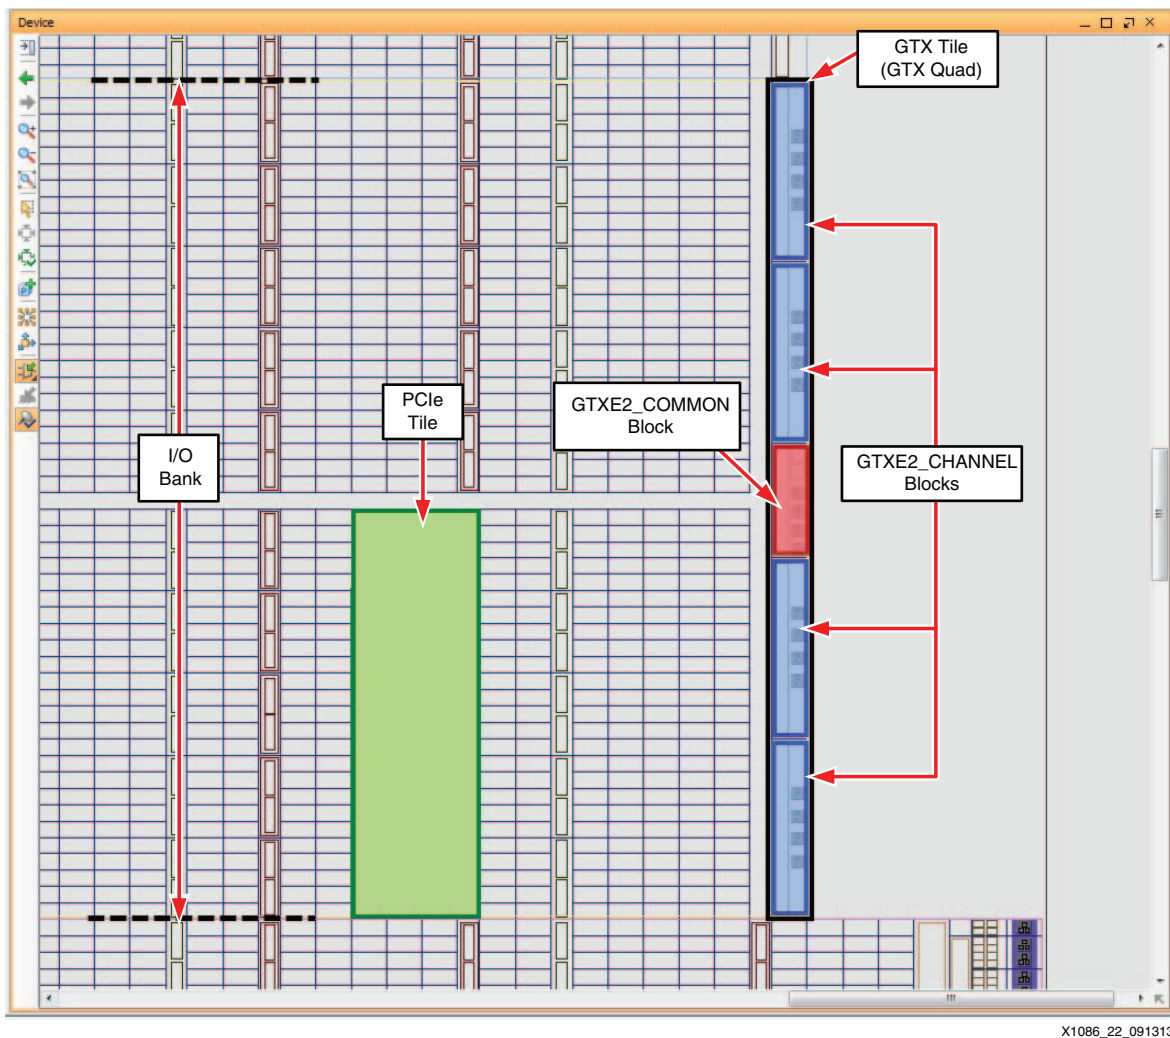 Device
GTX Tile
(GTX Quad)
PCIe
Tile
GTXE2_COMMON
Block
I/O
Bank
GTXE2_CHANNEL
Blocks
X1086_22_091313